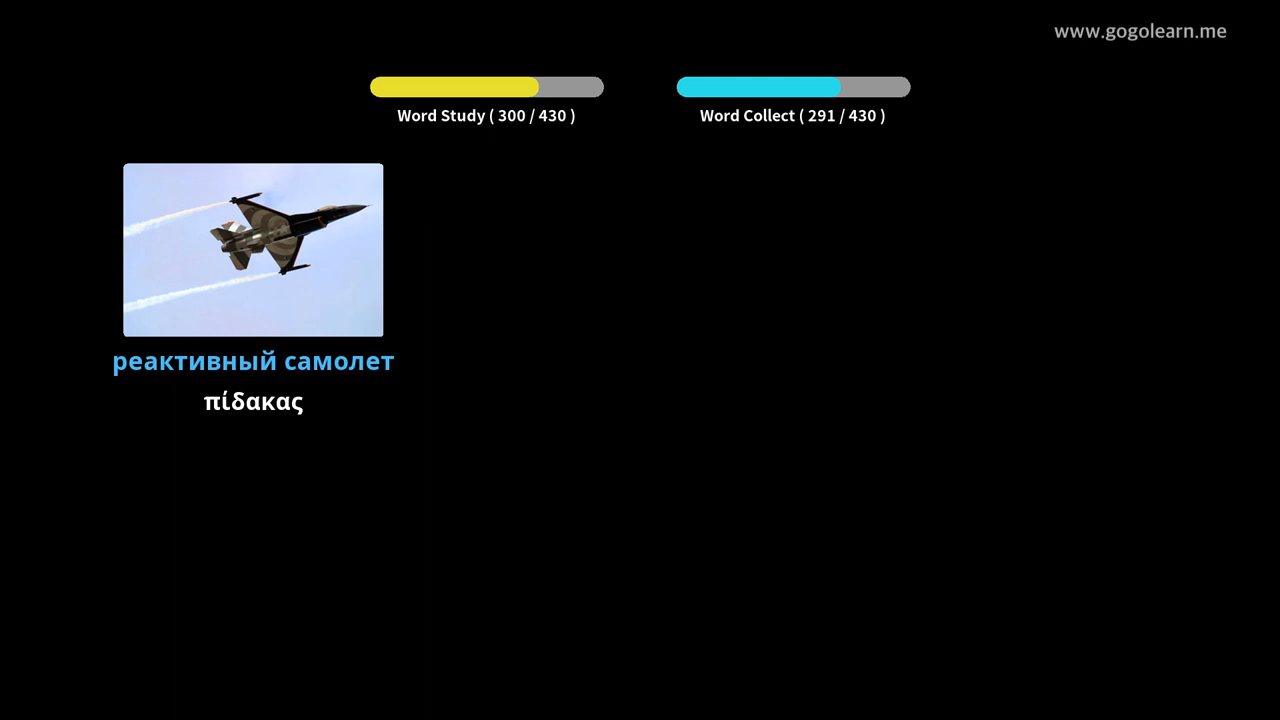 www.gogolearn.me
Word Study ( 300 / 430 )
Word Collect ( 291 / 430 )
реактивный самолет
πίδακας